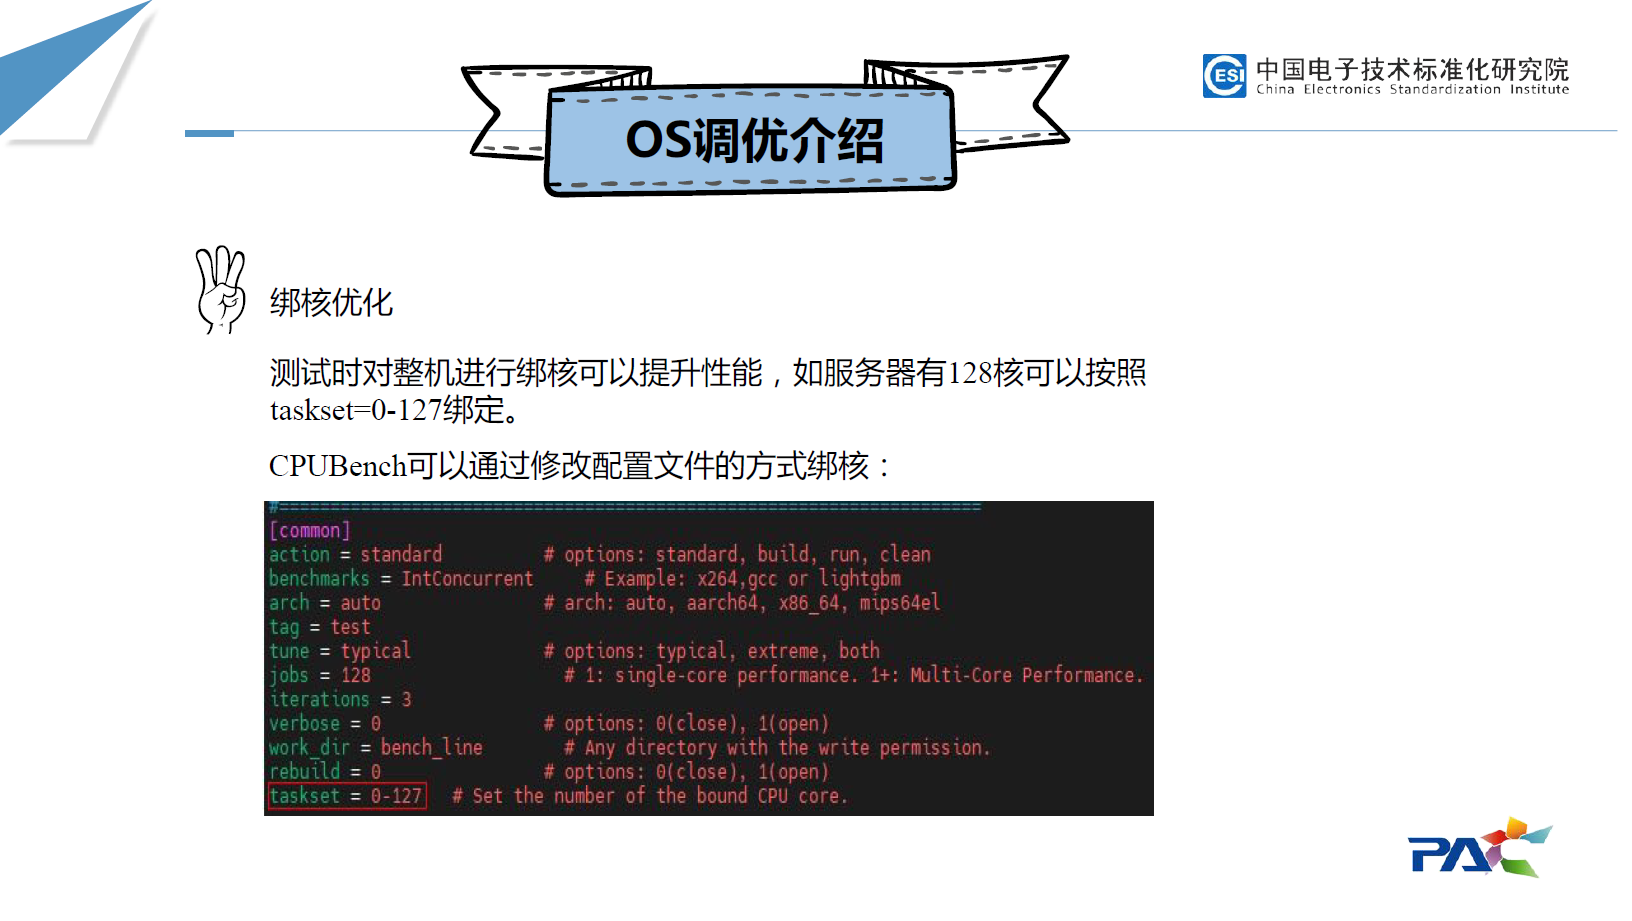 CESI 中国电子技术标准化研究院
China Electronics Standardization Institute
OS调优介绍
绑核优化
测试时对整机进行绑核可以提升性能，如服务器有128核可以按照
taskset=0-127绑定。
CPUBench可以通过修改配置文件的方式绑核：
#=====================================================================
[common]
action = standard # options: standard, build, run, clean
benchmarks = IntConcurrent # Example: x264,gcc or lightgbm
arch = auto # arch: auto, aarch64, x86_64, mips64el
tag = test
tune = typical # options: typical, extreme, both
jobs = 128 # 1: single-core performance. 1+: Multi-Core Performance.
iterations = 3
verbose = 0 # options: 0(close), 1(open)
work_dir = bench_line # Any directory with the write permission.
rebuild = 0 # options: 0(close), 1(open)
taskset = 0-127 # Set the number of the bound CPU core.
PAC